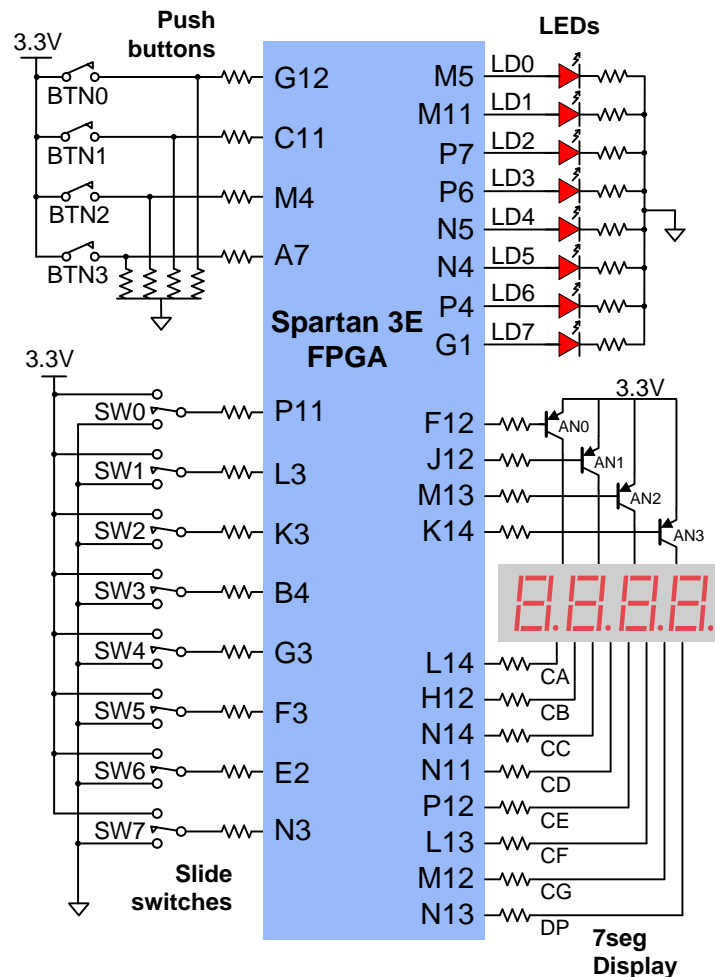 Push
buttons
LEDs
3.3V
BTN0
BTN1
BTN2
BTN3
G12
C11
M4
A7
M5
M11
P7
P6
N5
N4
P4
G1
LD0
LD1
LD2
LD3
LD4
LD5
LD6
LD7
Spartan 3E
FPGA
3.3V
SW0
SW1
SW2
SW3
SW4
SW5
SW6
SW7
P11
L3
K3
B4
G3
F3
E2
N3
Slide
switches
3.3V
F12
J12
M13
K14
AN0
AN1
AN2
AN3
8.8.8.8.
L14
H12
N14
N11
P12
L13
M12
N13
CA
CB
CC
CD
CE
CF
CG
DP
7seg
Display